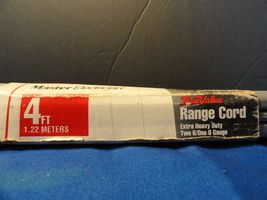 Master Electrician
4
FT
1.22 METERS
True Value
Range Cord
Extra Heavy Duty
Two 6/One 8 Gauge